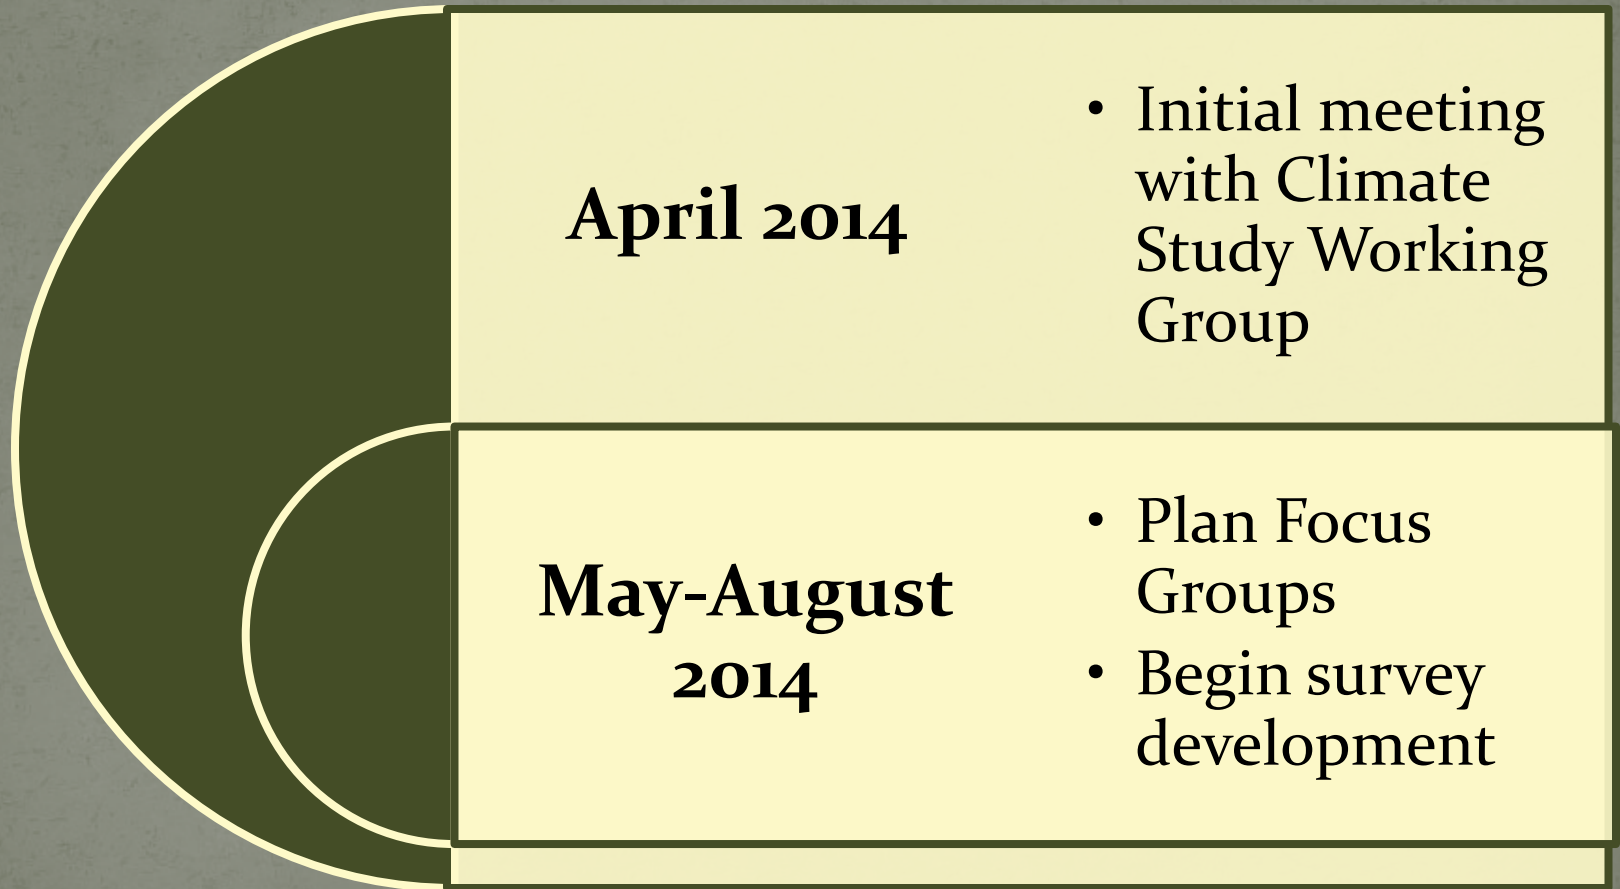 April 2014
• Initial meeting
with Climate
Study Working
Group
May-August
2014
• Plan Focus
Groups
• Begin survey
development